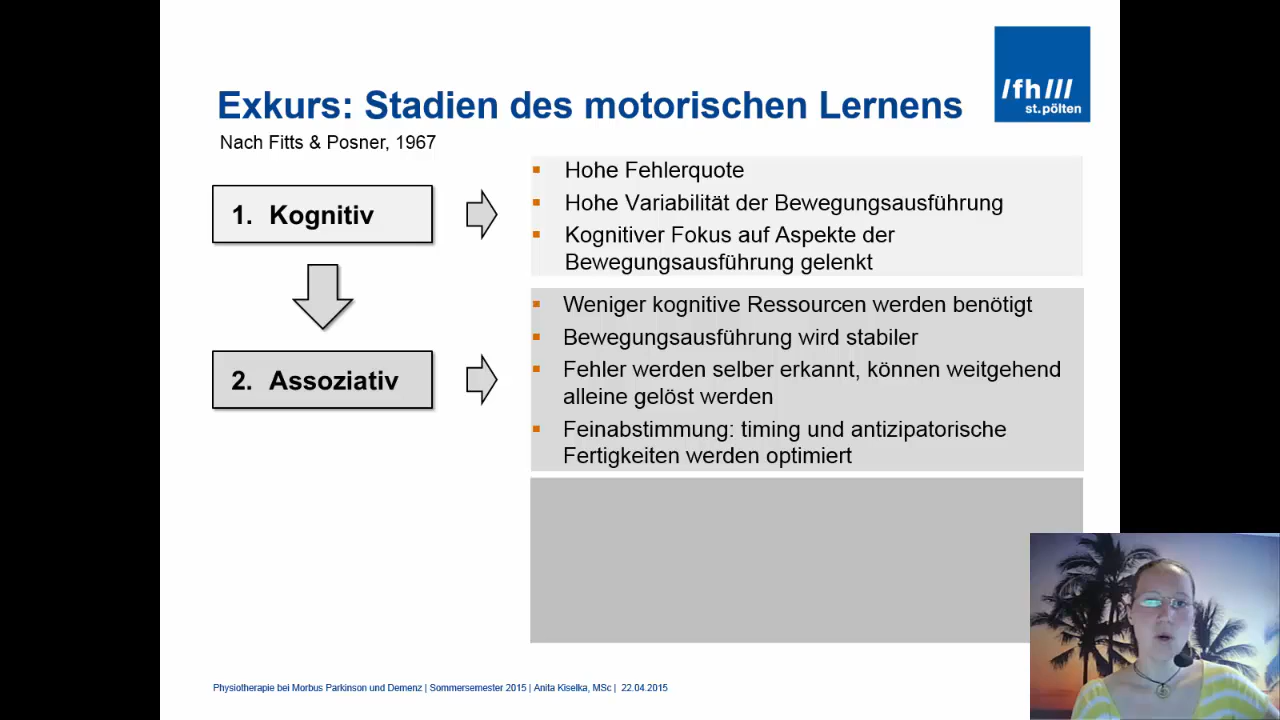 Exkurs: Stadien des motorischen Lernens
/fh///
st.pölten
Nach Fitts & Posner, 1967
1. Kognitiv
Hohe Fehlerquote
Hohe Variabilität der Bewegungsausführung
Kognitiver Fokus auf Aspekte der
Bewegungsausführung gelenkt
2. Assoziativ
Weniger kognitive Ressourcen werden benötigt
Bewegungsausführung wird stabiler
Fehler werden selber erkannt, können weitgehend
alleine gelöst werden
Feinabstimmung: timing und antizipatorische
Fertigkeiten werden optimiert
Physiotherapie bei Morbus Parkinson und Demenz | Sommersemester 2015 | Anita Kiselka, MSc | 22.04.2015